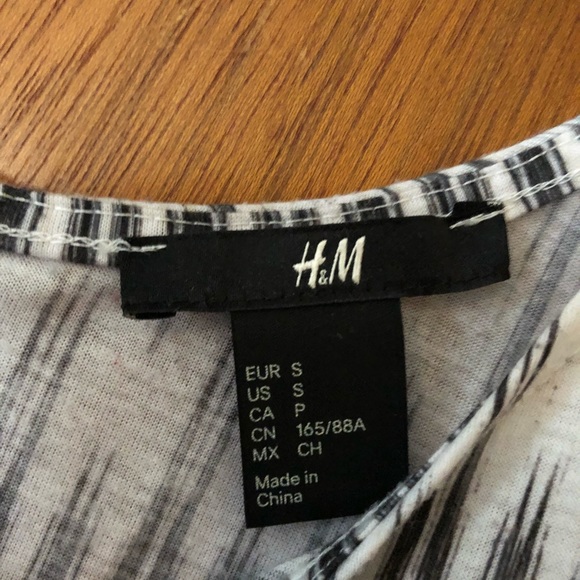 H&M
EUR S
US S
CA P
CN 165/88A
MX CH
Made in
China